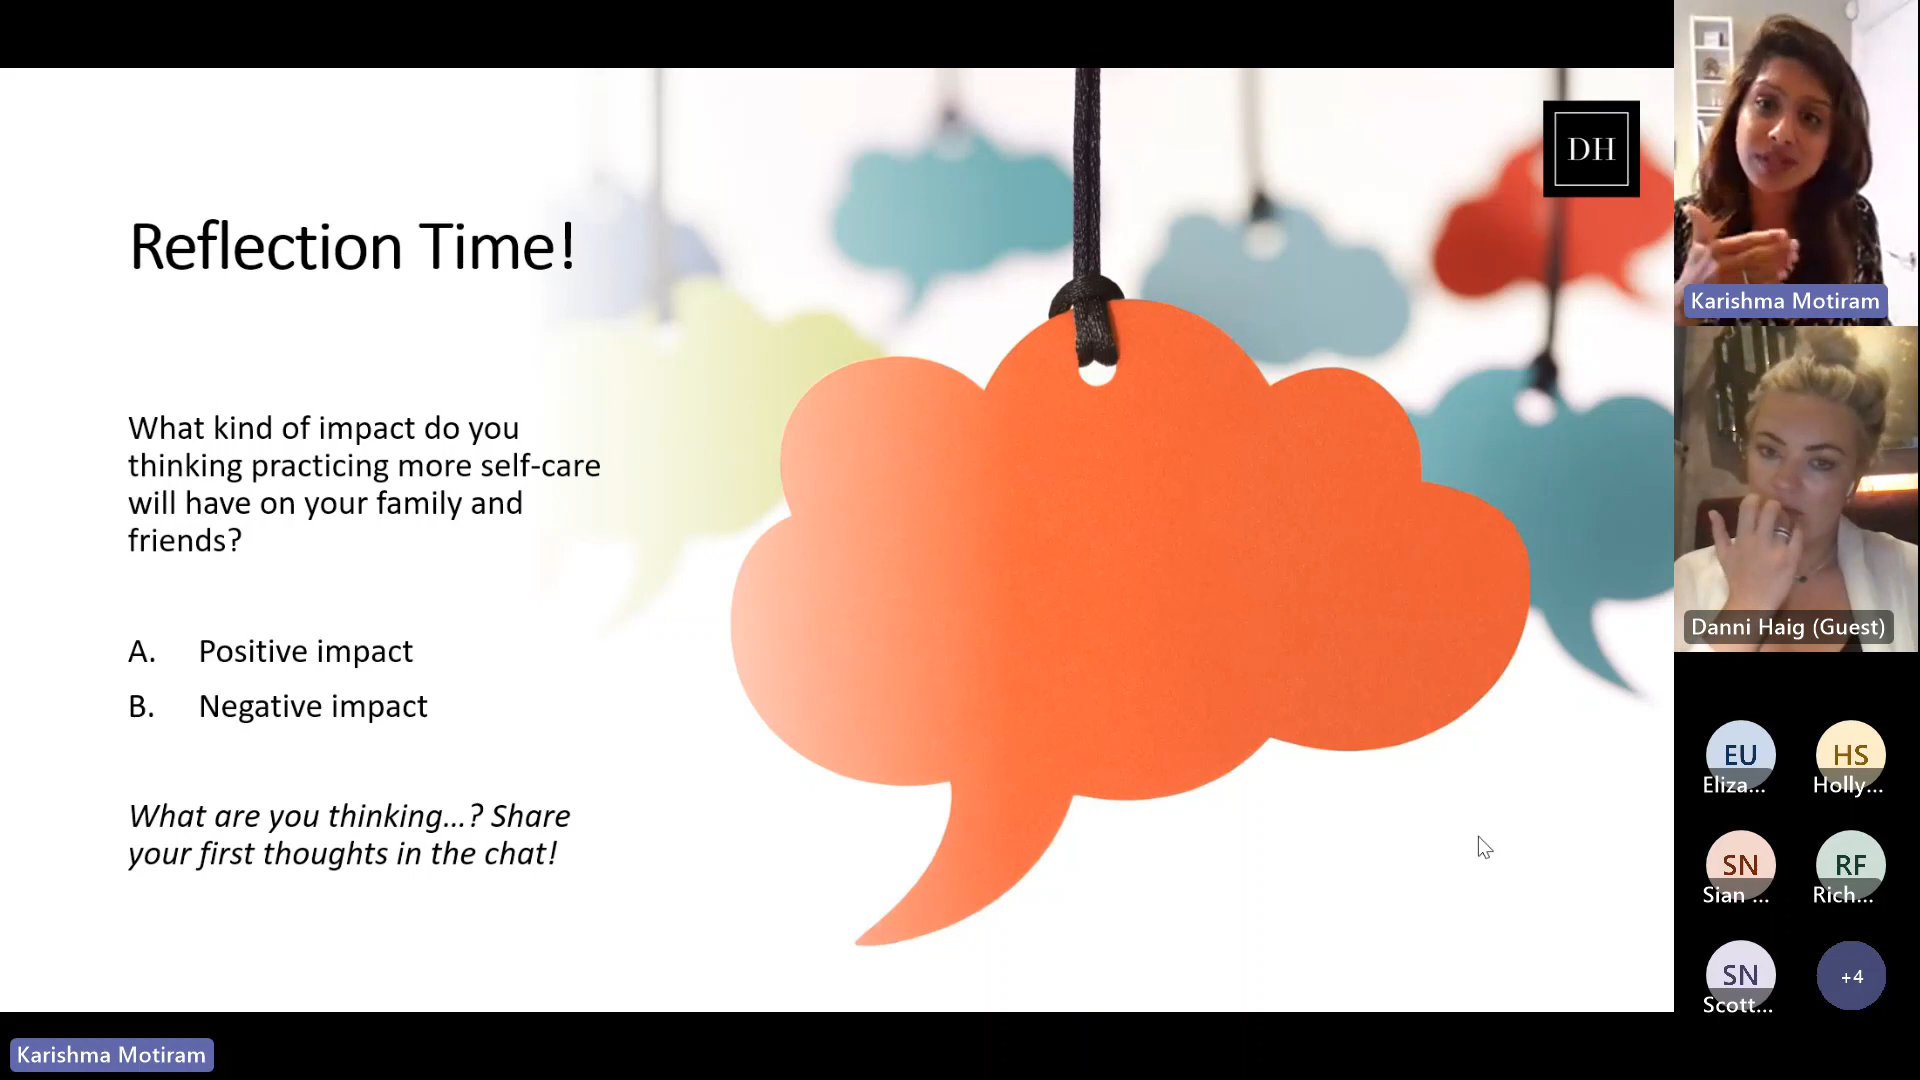 DH
Reflection Time!
What kind of impact do you
thinking practicing more self-care
will have on your family and
friends?
A. Positive impact
B. Negative impact
What are you thinking...? Share
your first thoughts in the chat!
Karishma Motiram
Danni Haig (Guest)
EU
Eliza...
HS
Holly...
SN
Sian ...
RF
Rich...
SN
Scott...
+4
Karishma Motiram